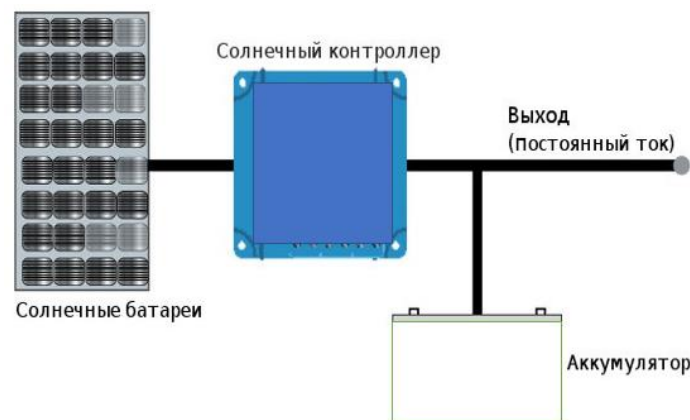 Солнечный контроллер
Выход
(постоянный ток)
Солнечные батареи
Аккумулятор